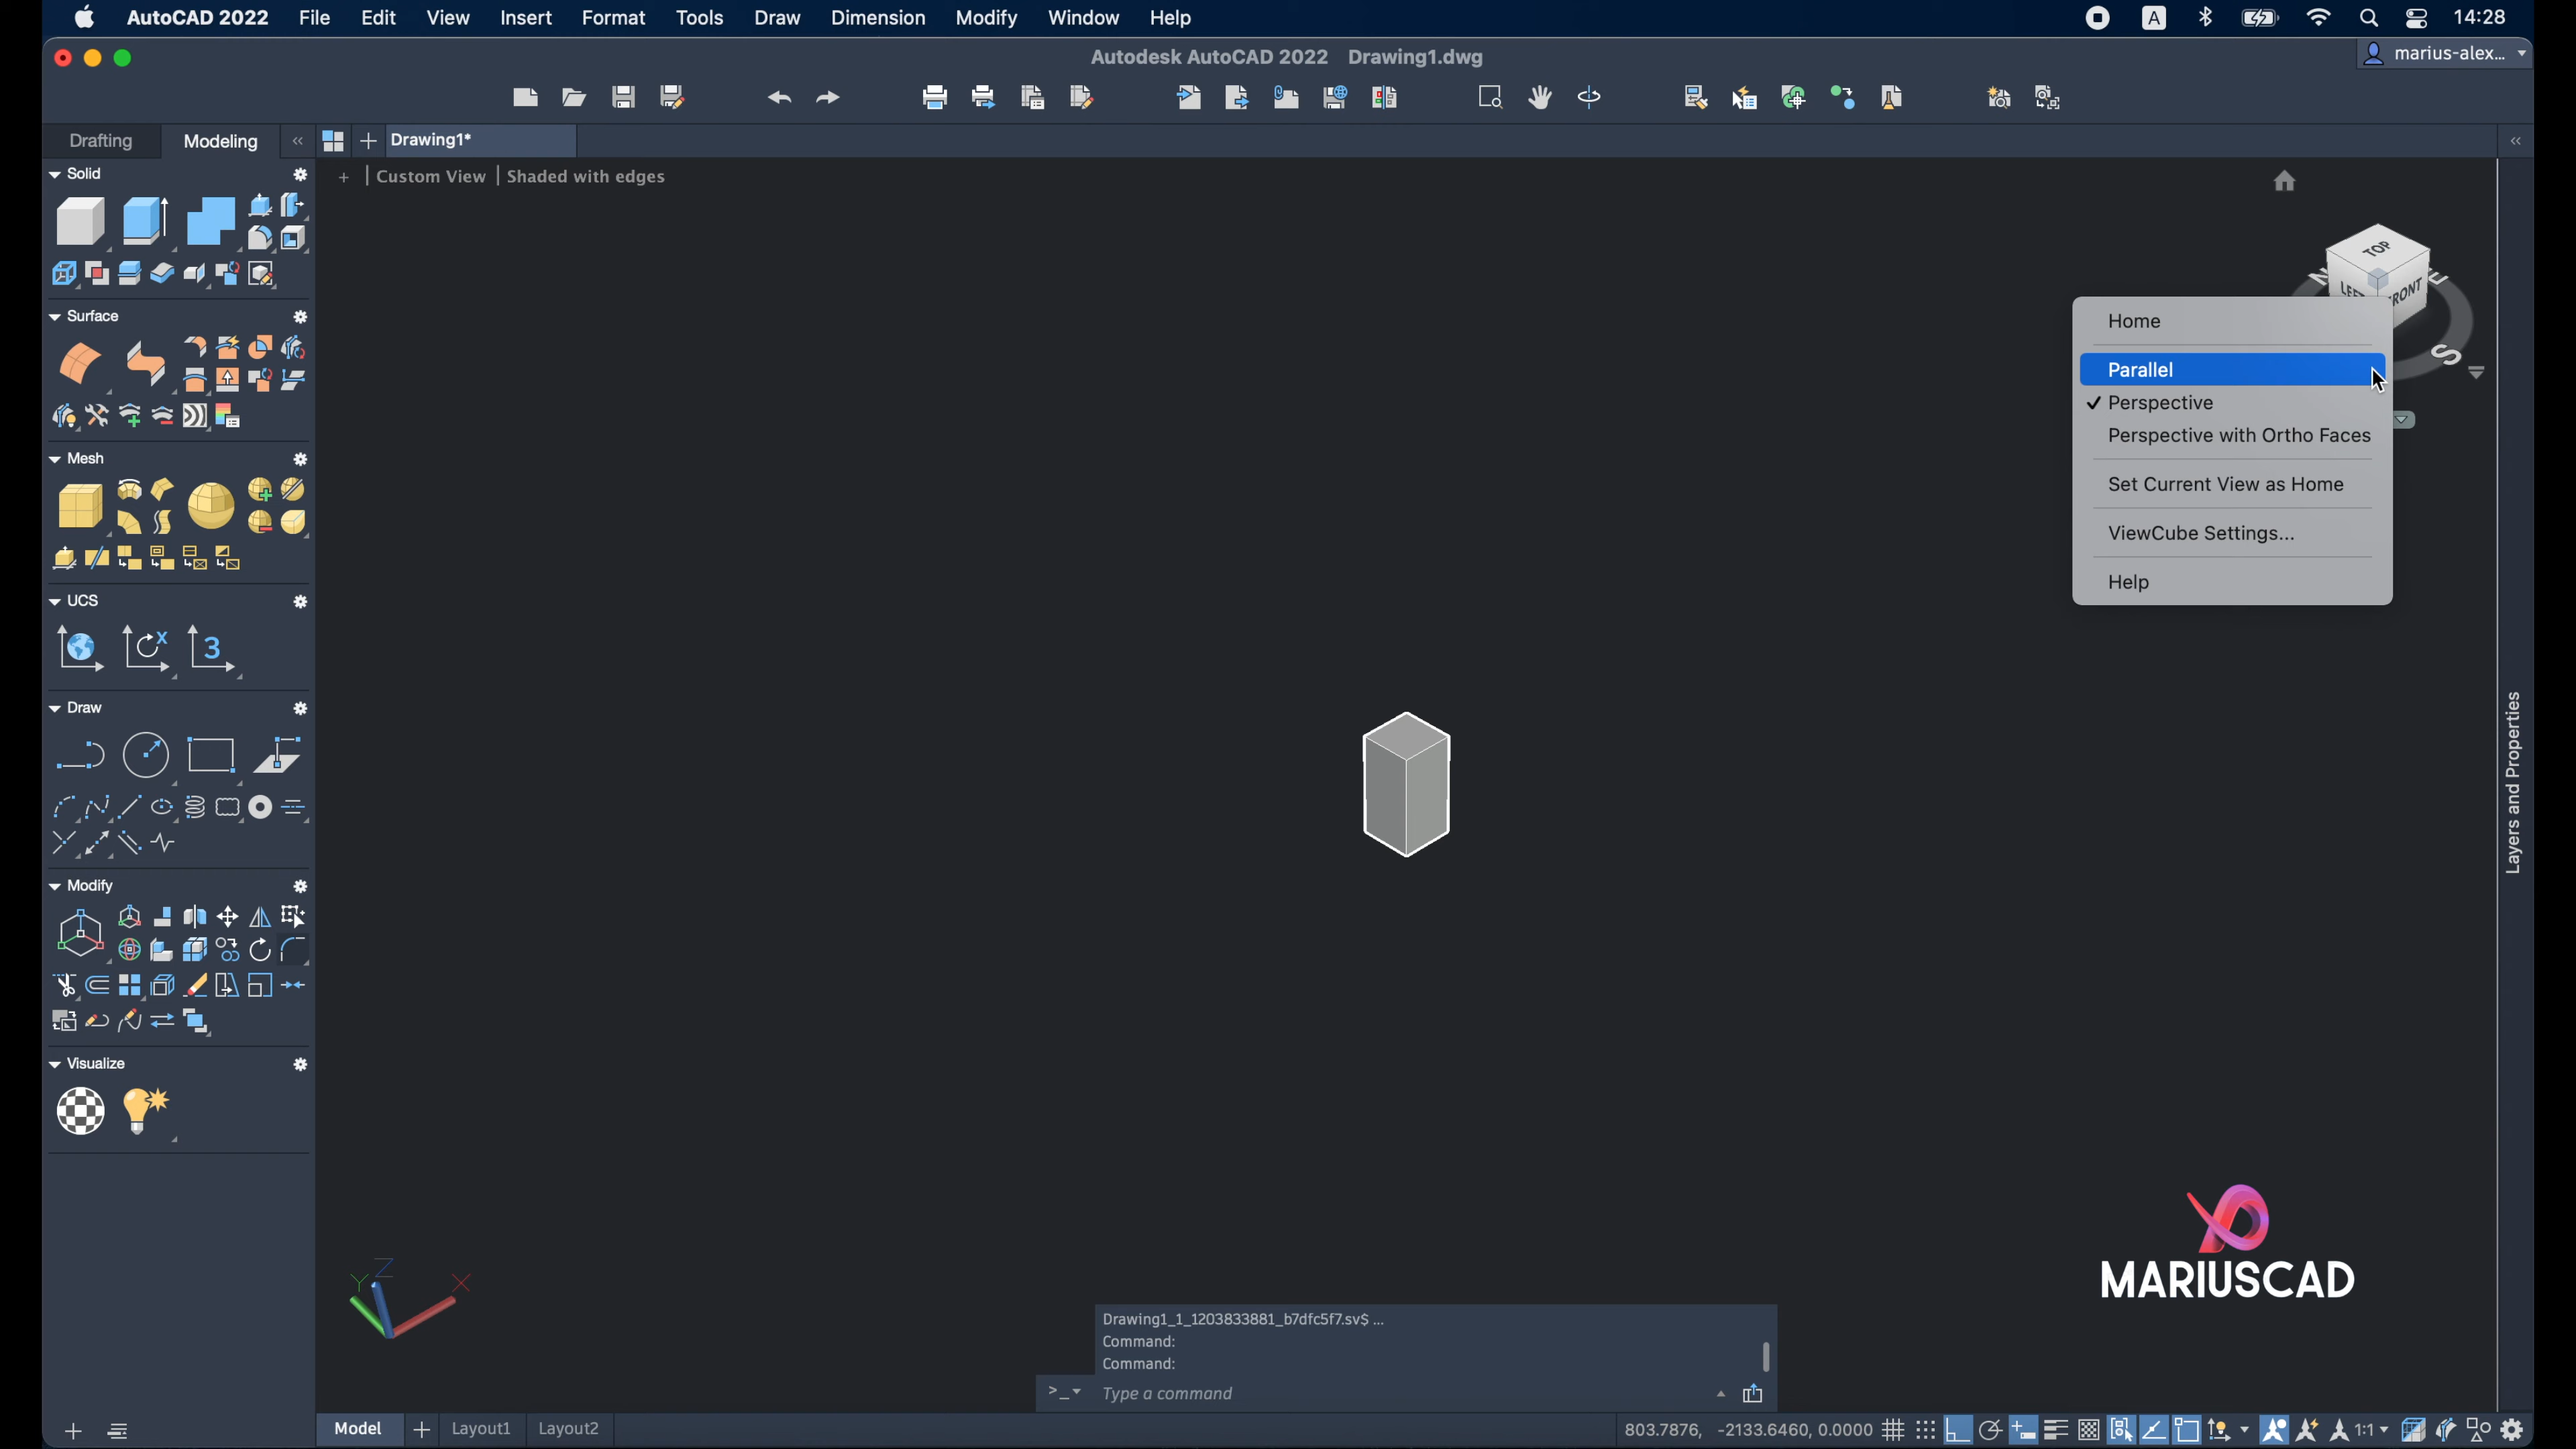 AutoCAD 2022 File Edit View Insert Format Tools Draw Dimension Modify Window Help A 14:28
Autodesk AutoCAD 2022 Drawing1.dwg marius-alex...
Drafting Modeling « + Drawing1* «
Solid
+ | Custom View | Shaded with edges
TOP
Surface
Home
S
Parallel
✓ Perspective
Perspective with Ortho Faces
Mesh
Set Current View as Home
ViewCube Settings...
Help
UCS
X
3
Layers and Properties
Draw
Modify
Visualize
MARIUSCAD
Y Z X
Drawing1_1_1203833881_b7dfc5f7.sv$ ...
Command:
Command:
>_ Type a command
Model + Layout1 Layout2 803.7876, -2133.6460, 0.0000 1:1